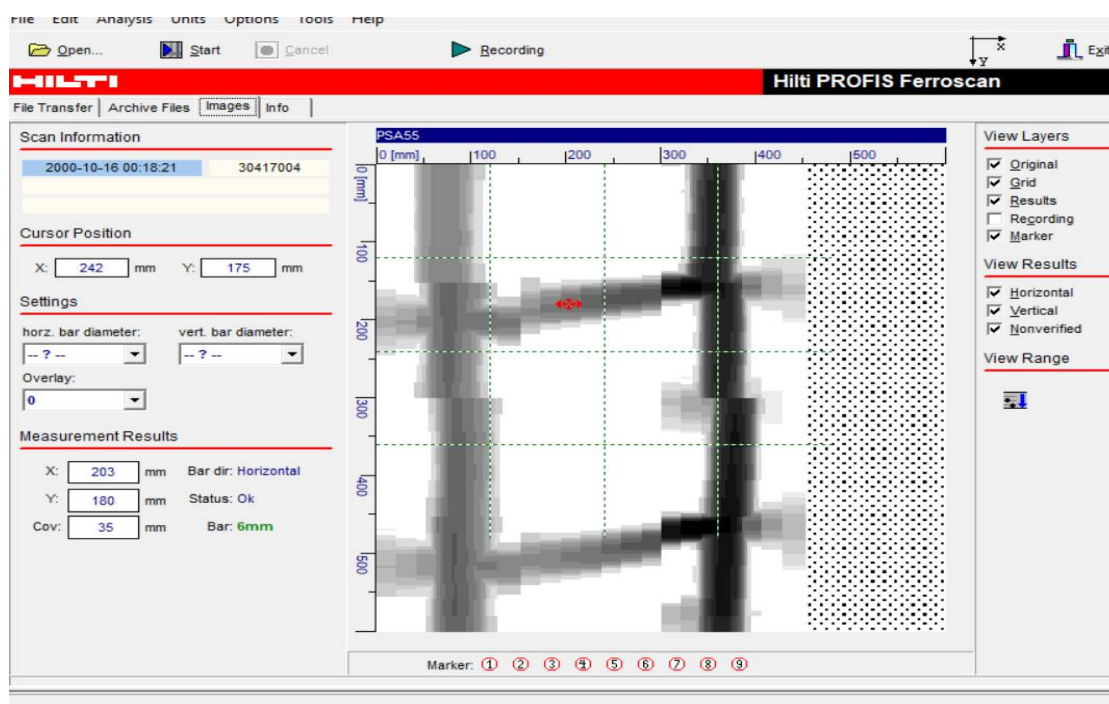 File Edit Analysis Units Options Tools Help
Open... Start Cancel Recording X Y Exit
HILTI Hilti PROFIS Ferroscan
File Transfer Archive Files Images Info
Scan Information
2000-10-16 00:18:21 30417004
Cursor Position
X: 242 mm Y: 175 mm
Settings
horz. bar diameter: vert. bar diameter:
-- ? -- -- ? --
Overlay:
0
Measurement Results
X: 203 mm Bar dir: Horizontal
Y: 180 mm Status: Ok
Cov: 35 mm Bar: 6mm
PSA55
0 [mm] 100 200 300 400 500
0 [mm]
100
200
300
400
500
Marker: ① ② ③ ④ ⑤ ⑥ ⑦ ⑧ ⑨
View Layers
Original
Grid
Results
Recording
Marker
View Results
Horizontal
Vertical
Nonverified
View Range